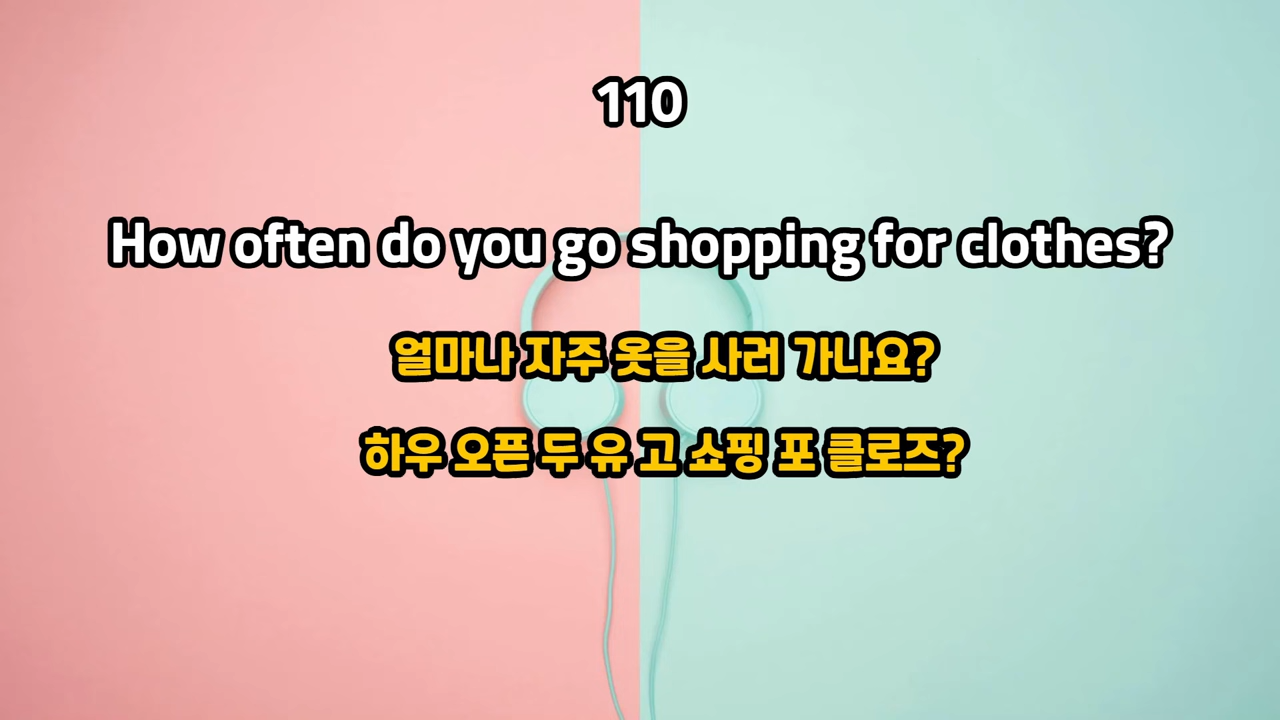 110
How often do you go shopping for clothes?
얼마나 자주 옷을 사러 가나요?
하우 오픈 두 유 고 쇼핑 포 클로즈?